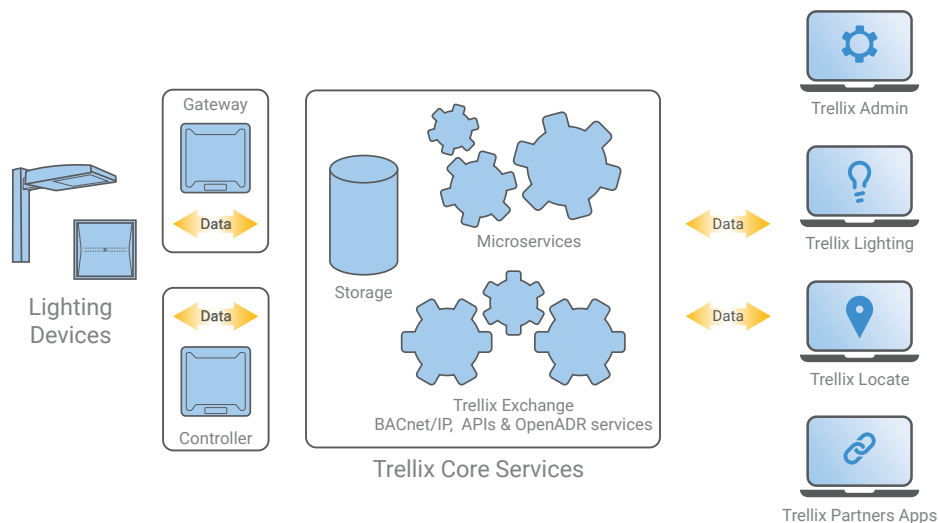 Lighting
Devices
Gateway
Data
Data
Controller
Storage
Microservices
Trellix Exchange
BACnet/IP, APIs & OpenADR services
Trellix Core Services
Data
Data
Trellix Admin
Trellix Lighting
Trellix Locate
Trellix Partners Apps